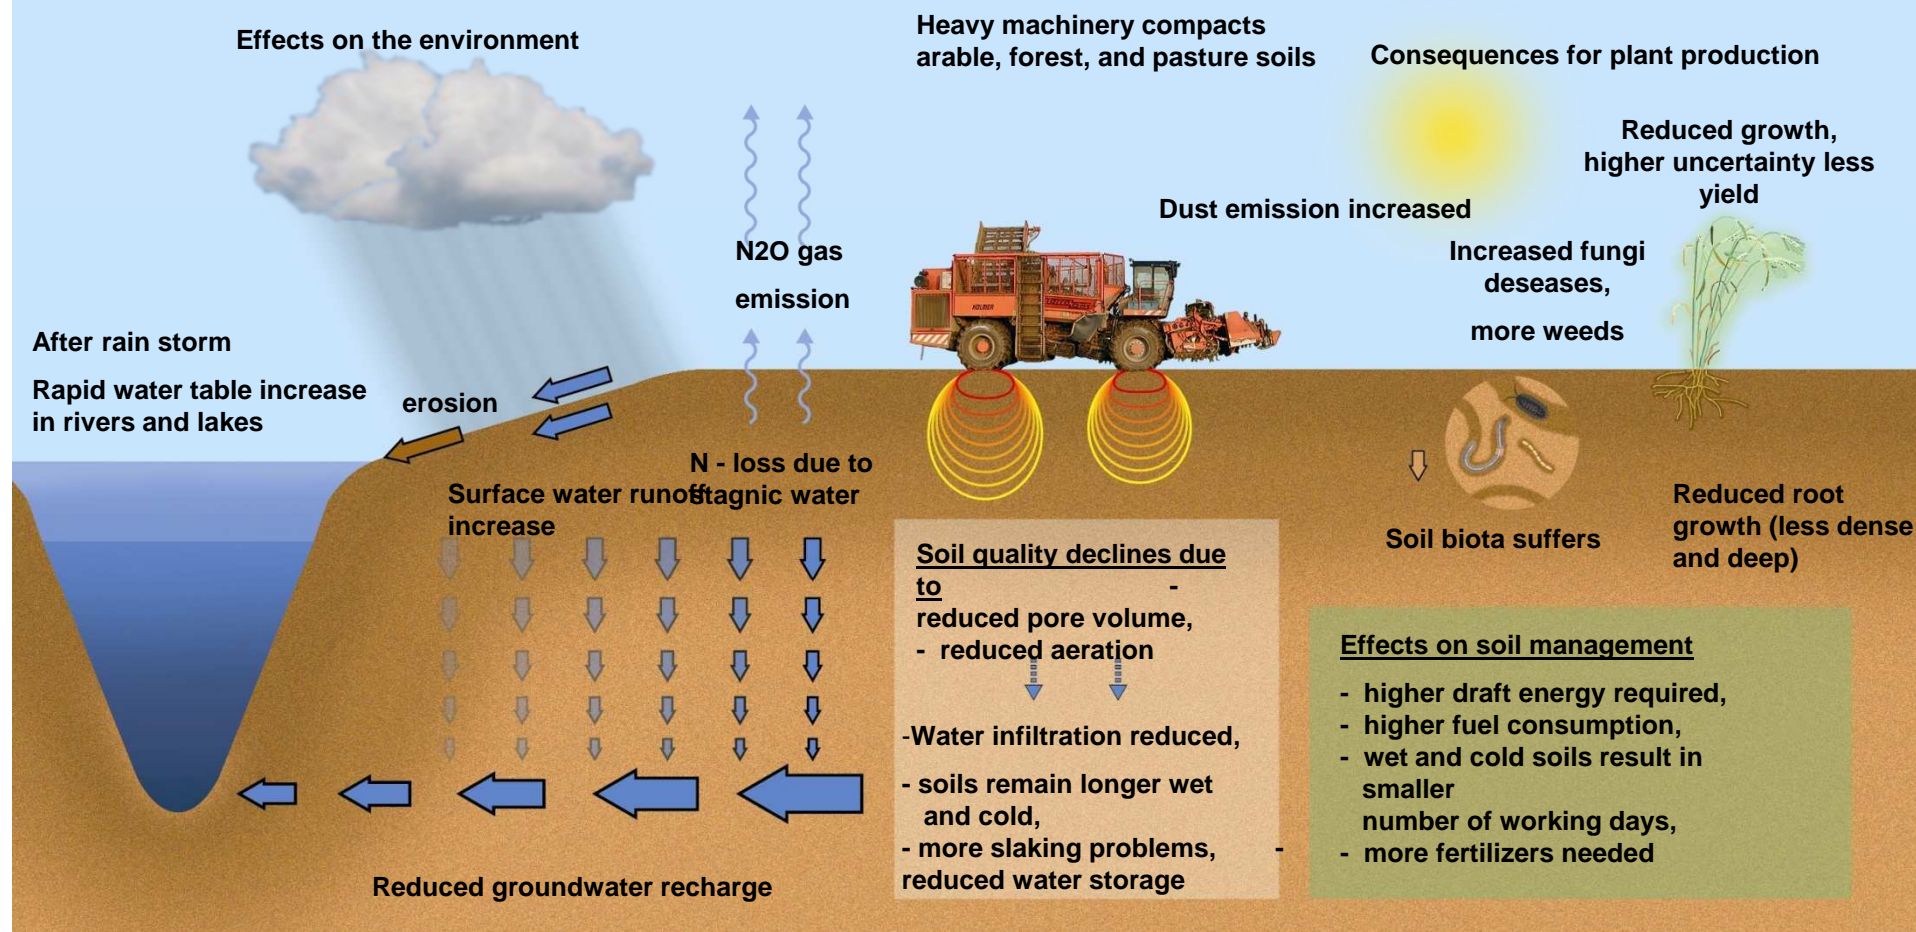 Effects on the environment
Heavy machinery compacts
arable, forest, and pasture soils
Consequences for plant production
Reduced growth,
higher uncertainty less
yield
Dust emission increased
N2O gas
emission
Increased fungi
deseases,
more weeds
After rain storm
Rapid water table increase
in rivers and lakes
erosion
HOLMER
N - loss due to
stagnic water
Surface water runoff
increase
Soil biota suffers
Reduced root
growth (less dense
and deep)
Soil quality declines due
to -
reduced pore volume,
- reduced aeration
-Water infiltration reduced,
- soils remain longer wet
and cold,
- more slaking problems, -
reduced water storage
Effects on soil management
- higher draft energy required,
- higher fuel consumption,
- wet and cold soils result in
smaller
number of working days,
- more fertilizers needed
Reduced groundwater recharge